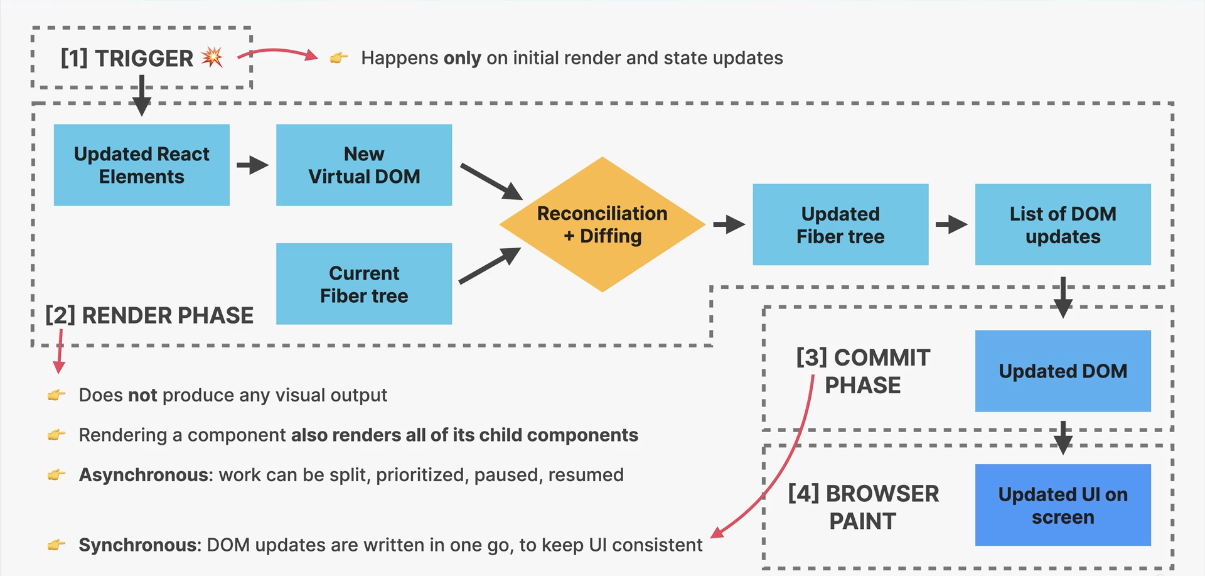 [1] TRIGGER 💥
👉 Happens only on initial render and state updates
Updated React
Elements
New
Virtual DOM
Current
Fiber tree
Reconciliation
+ Diffing
Updated
Fiber tree
List of DOM
updates
[2] RENDER PHASE
👉 Does not produce any visual output
👉 Rendering a component also renders all of its child components
👉 Asynchronous: work can be split, prioritized, paused, resumed
[3] COMMIT
PHASE
Updated DOM
[4] BROWSER
PAINT
Updated UI on
screen
👉 Synchronous: DOM updates are written in one go, to keep UI consistent